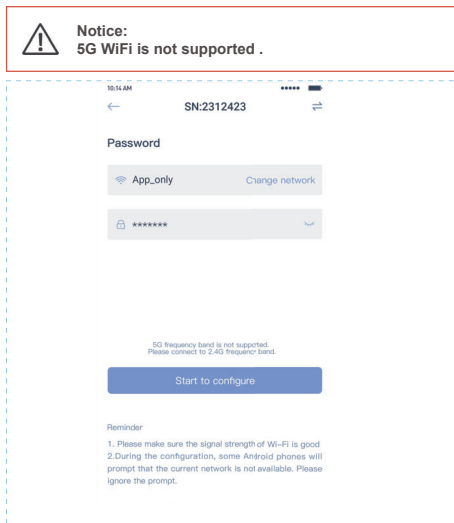 Notice:
5G WiFi is not supported .
10:14 AM
SN:2312423
Password
App_only
Change network
*******
5G frequency band is not supported.
Please connect to 2.4G frequency band.
Start to configure
Reminder
1. Please make sure the signal strength of Wi-Fi is good
2.During the configuration, some Android phones will
prompt that the current network is not available. Please
ignore the prompt.